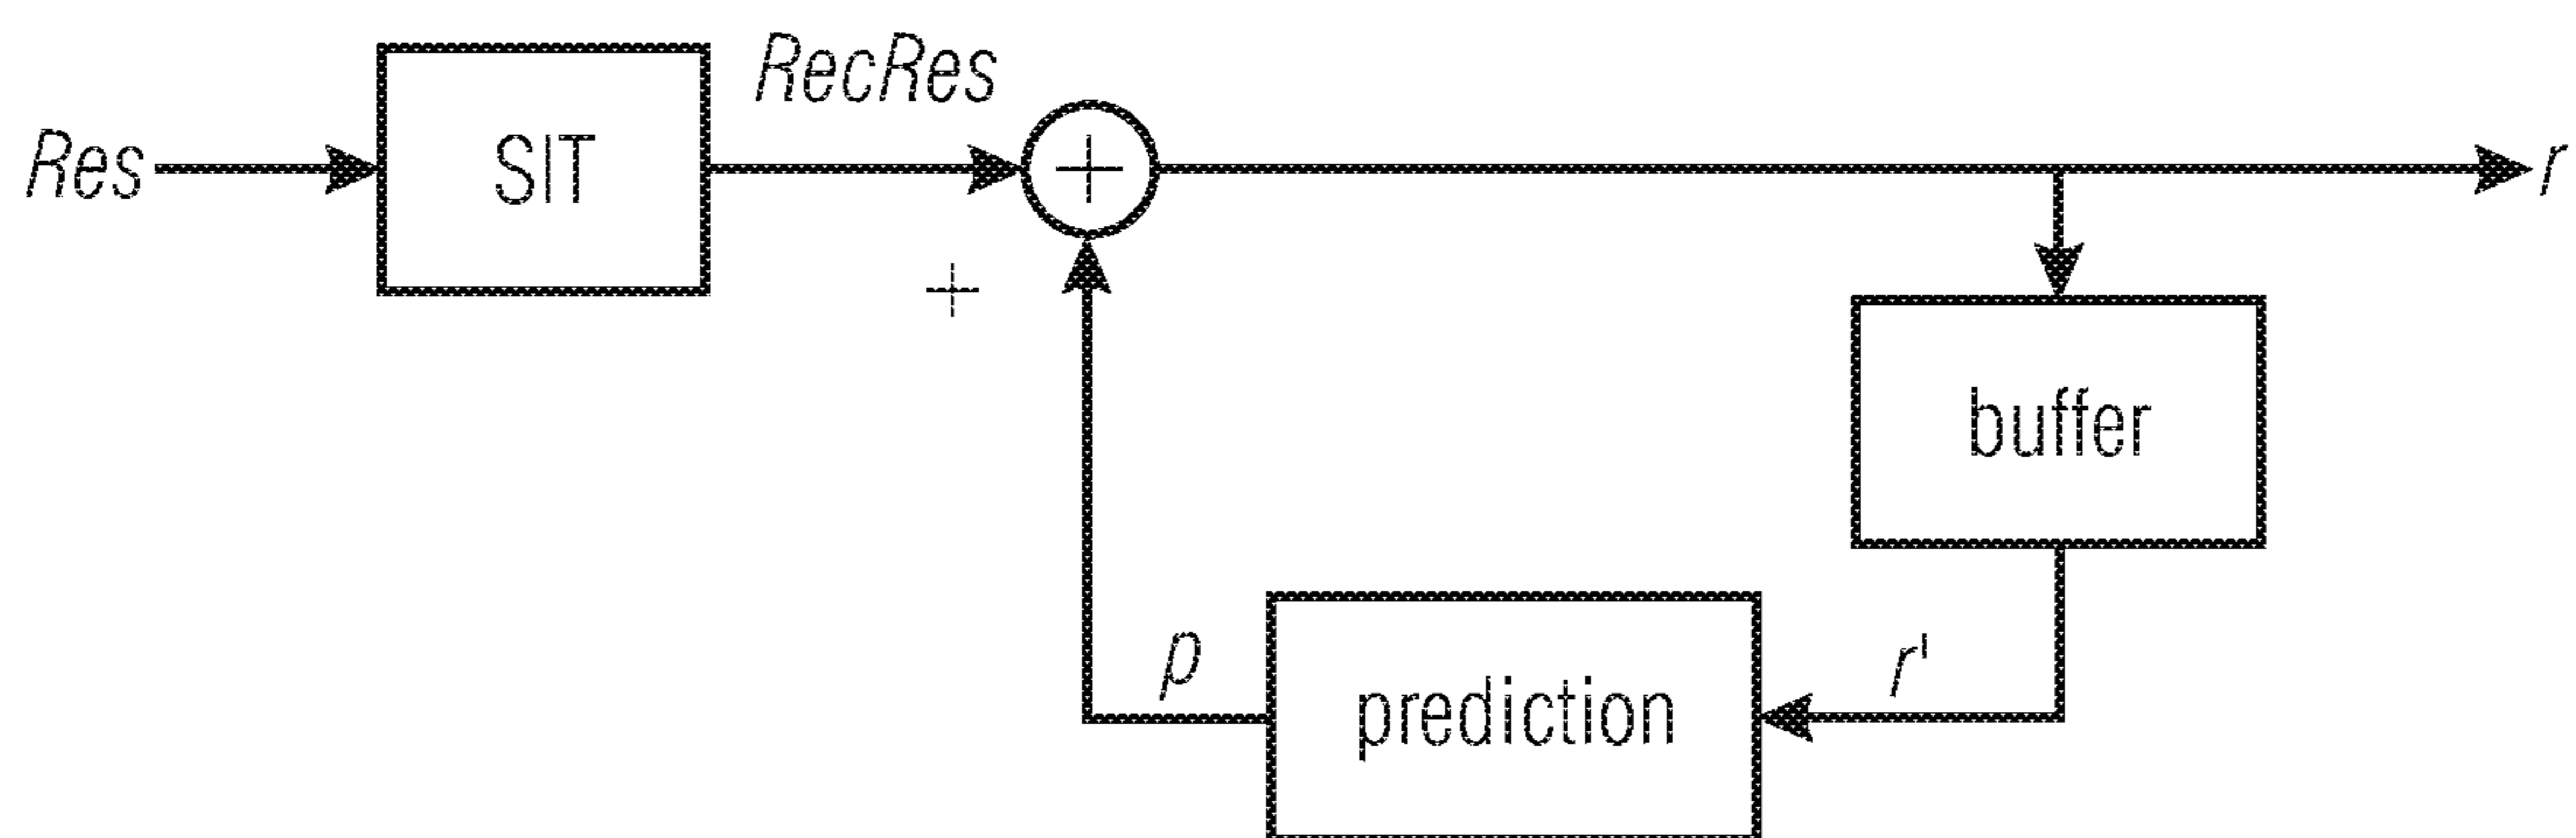 RecRes
Res
SIT
+
r
+
buffer
p
prediction
r'